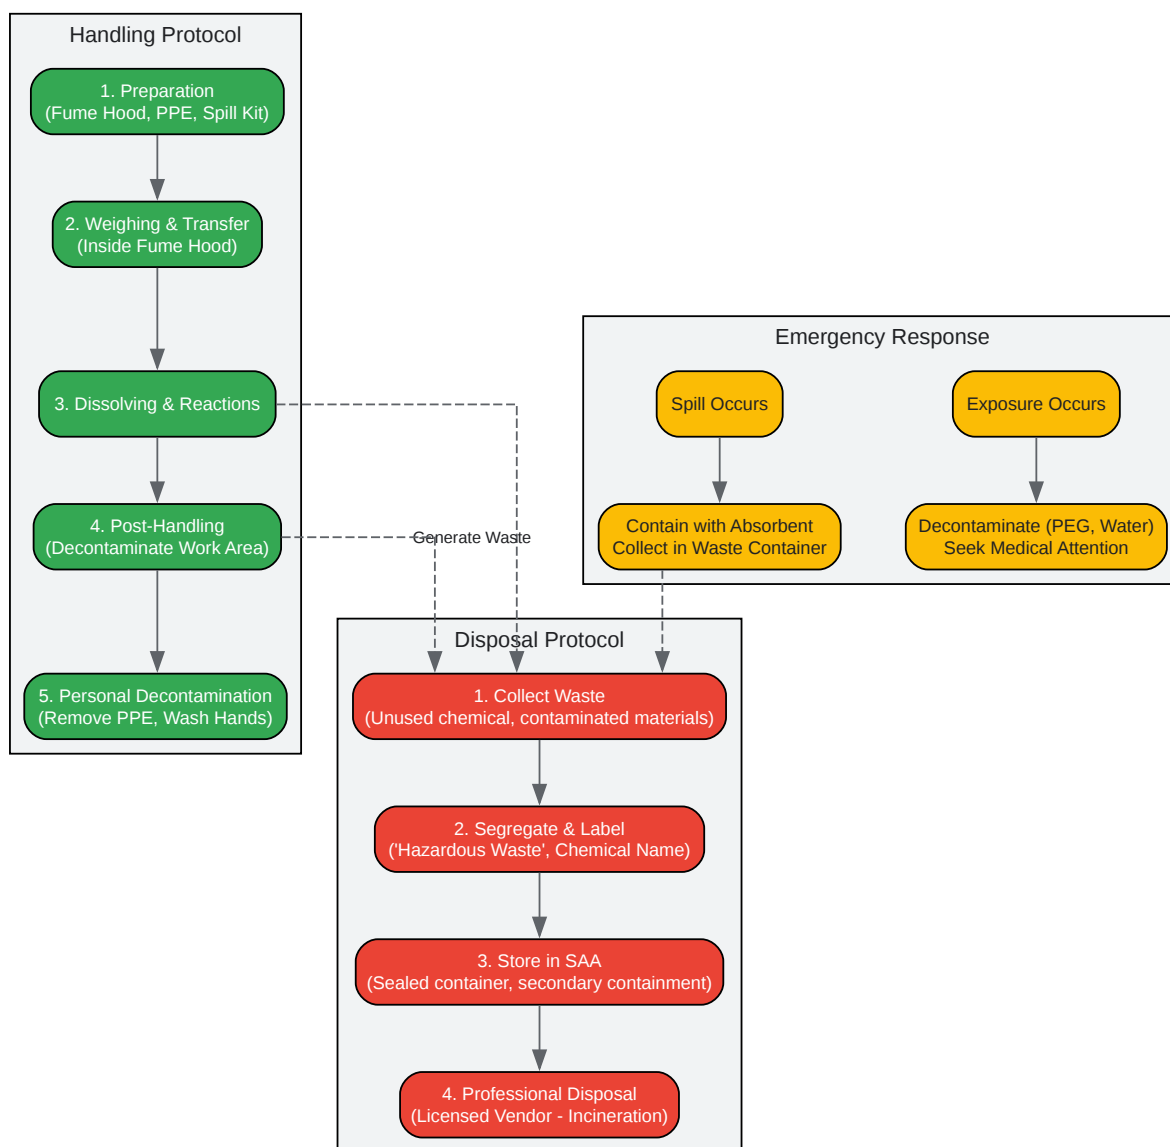 Handling Protocol
1. Preparation
(Fume Hood, PPE, Spill Kit)
2. Weighing & Transfer
(Inside Fume Hood)
3. Dissolving & Reactions
4. Post-Handling
(Decontaminate Work Area)
5. Personal Decontamination
(Remove PPE, Wash Hands)
Generate Waste
Emergency Response
Spill Occurs
Contain with Absorbent
Collect in Waste Container
Exposure Occurs
Decontaminate (PEG, Water)
Seek Medical Attention
Disposal Protocol
1. Collect Waste
(Unused chemical, contaminated materials)
2. Segregate & Label
('Hazardous Waste', Chemical Name)
3. Store in SAA
(Sealed container, secondary containment)
4. Professional Disposal
(Licensed Vendor - Incineration)